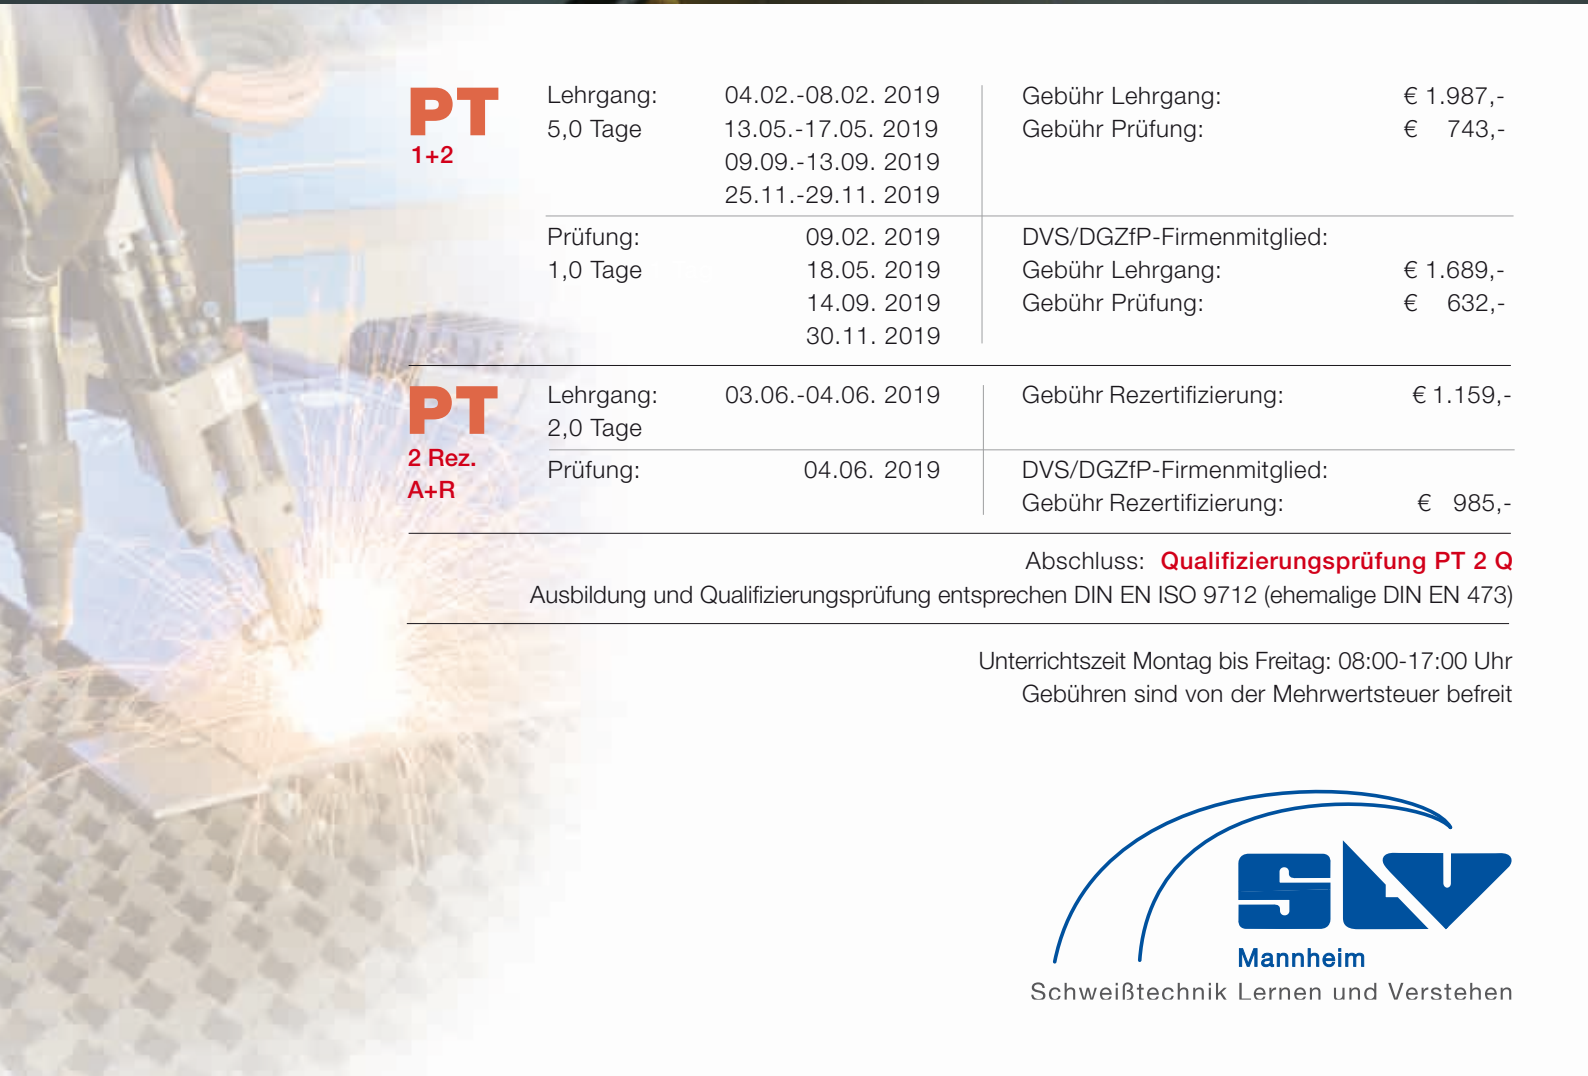 PT
1+2
Lehrgang: 04.02.-08.02. 2019 Gebühr Lehrgang: € 1.987,-
5,0 Tage 13.05.-17.05. 2019 Gebühr Prüfung: € 743,-
09.09.-13.09. 2019
25.11.-29.11. 2019
Prüfung: 09.02. 2019 DVS/DGZfP-Firmenmitglied:
1,0 Tage 18.05. 2019 Gebühr Lehrgang: € 1.689,-
14.09. 2019 Gebühr Prüfung: € 632,-
30.11. 2019
PT
2 Rez.
A+R
Lehrgang: 03.06.-04.06. 2019 Gebühr Rezertifizierung: € 1.159,-
2,0 Tage
Prüfung: 04.06. 2019 DVS/DGZfP-Firmenmitglied:
Gebühr Rezertifizierung: € 985,-
Abschluss: Qualifizierungsprüfung PT 2 Q
Ausbildung und Qualifizierungsprüfung entsprechen DIN EN ISO 9712 (ehemalige DIN EN 473)
Unterrichtszeit Montag bis Freitag: 08:00-17:00 Uhr
Gebühren sind von der Mehrwertsteuer befreit
SLV
Mannheim
Schweißtechnik Lernen und Verstehen